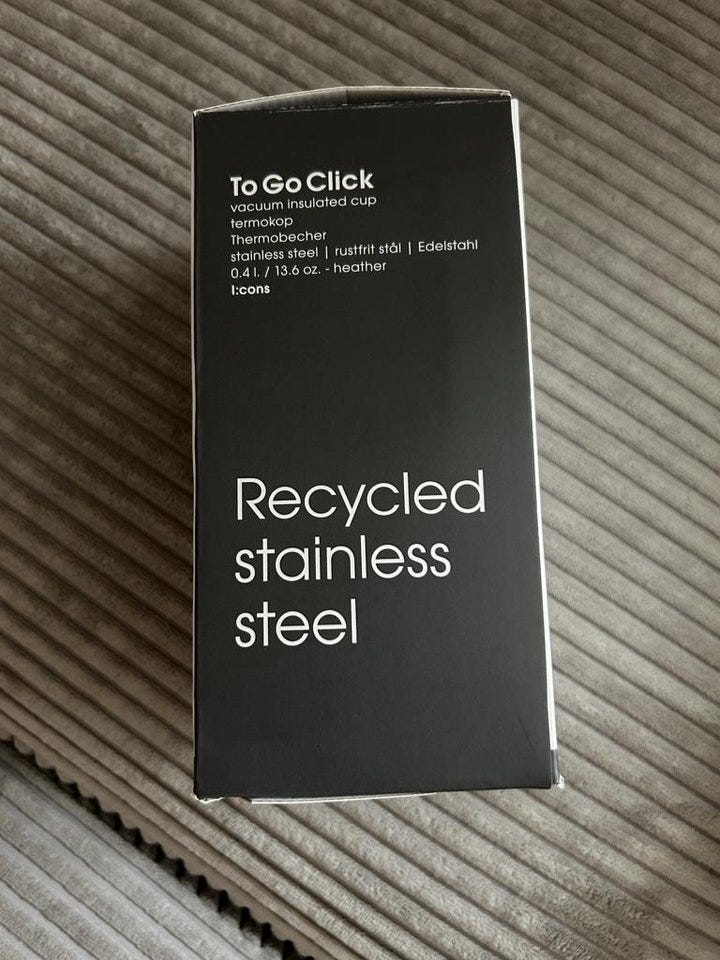 To Go Click
vacuum insulated cup
termokop
Thermobecher
stainless steel | rustfrit stål | Edelstahl
0.4 l. / 13.6 oz. - heather
I:cons
Recycled
stainless
steel